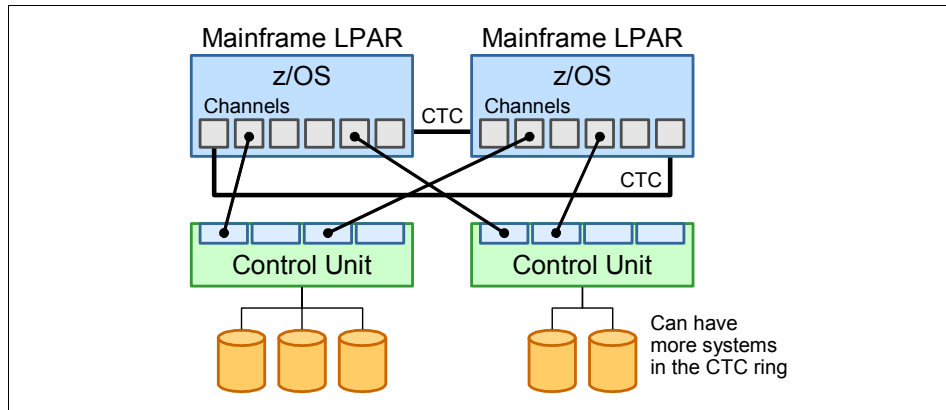 Mainframe LPAR
Mainframe LPAR
z/OS
z/OS
Channels
CTC
Channels
CTC
Control Unit
Control Unit
Can have
more systems
in the CTC ring